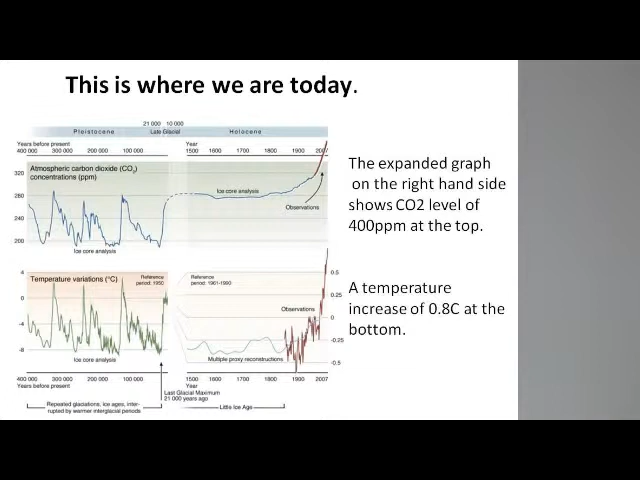 This is where we are today.
21 000 10 000
Pleistocene Late Glacial Holocene
Years before present Year
400 000 300 000 200 000 100 000 1500 1600 1700 1800 1900 2007
Atmospheric carbon dioxide (CO2)
concentrations (ppm)
320
280
240
200
Ice core analysis
Observations
Ice core analysis
The expanded graph
on the right hand side
shows CO2 level of
400ppm at the top.
Temperature variations (°C)
Reference
period: 1950
Reference
period: 1961-1990
4
0
-4
-8
0.5
0.25
0
-0.25
-0.5
Observations
Ice core analysis
Multiple proxy reconstructions
A temperature
increase of 0.8C at the
bottom.
400 000 300 000 200 000 100 000 1500 1600 1700 1800 1900 2007
Years before present Year
Last Glacial Maximum
21 000 years ago
Repeated glaciations, ice ages, inter-
rupted by warmer interglacial periods.
Little Ice Age